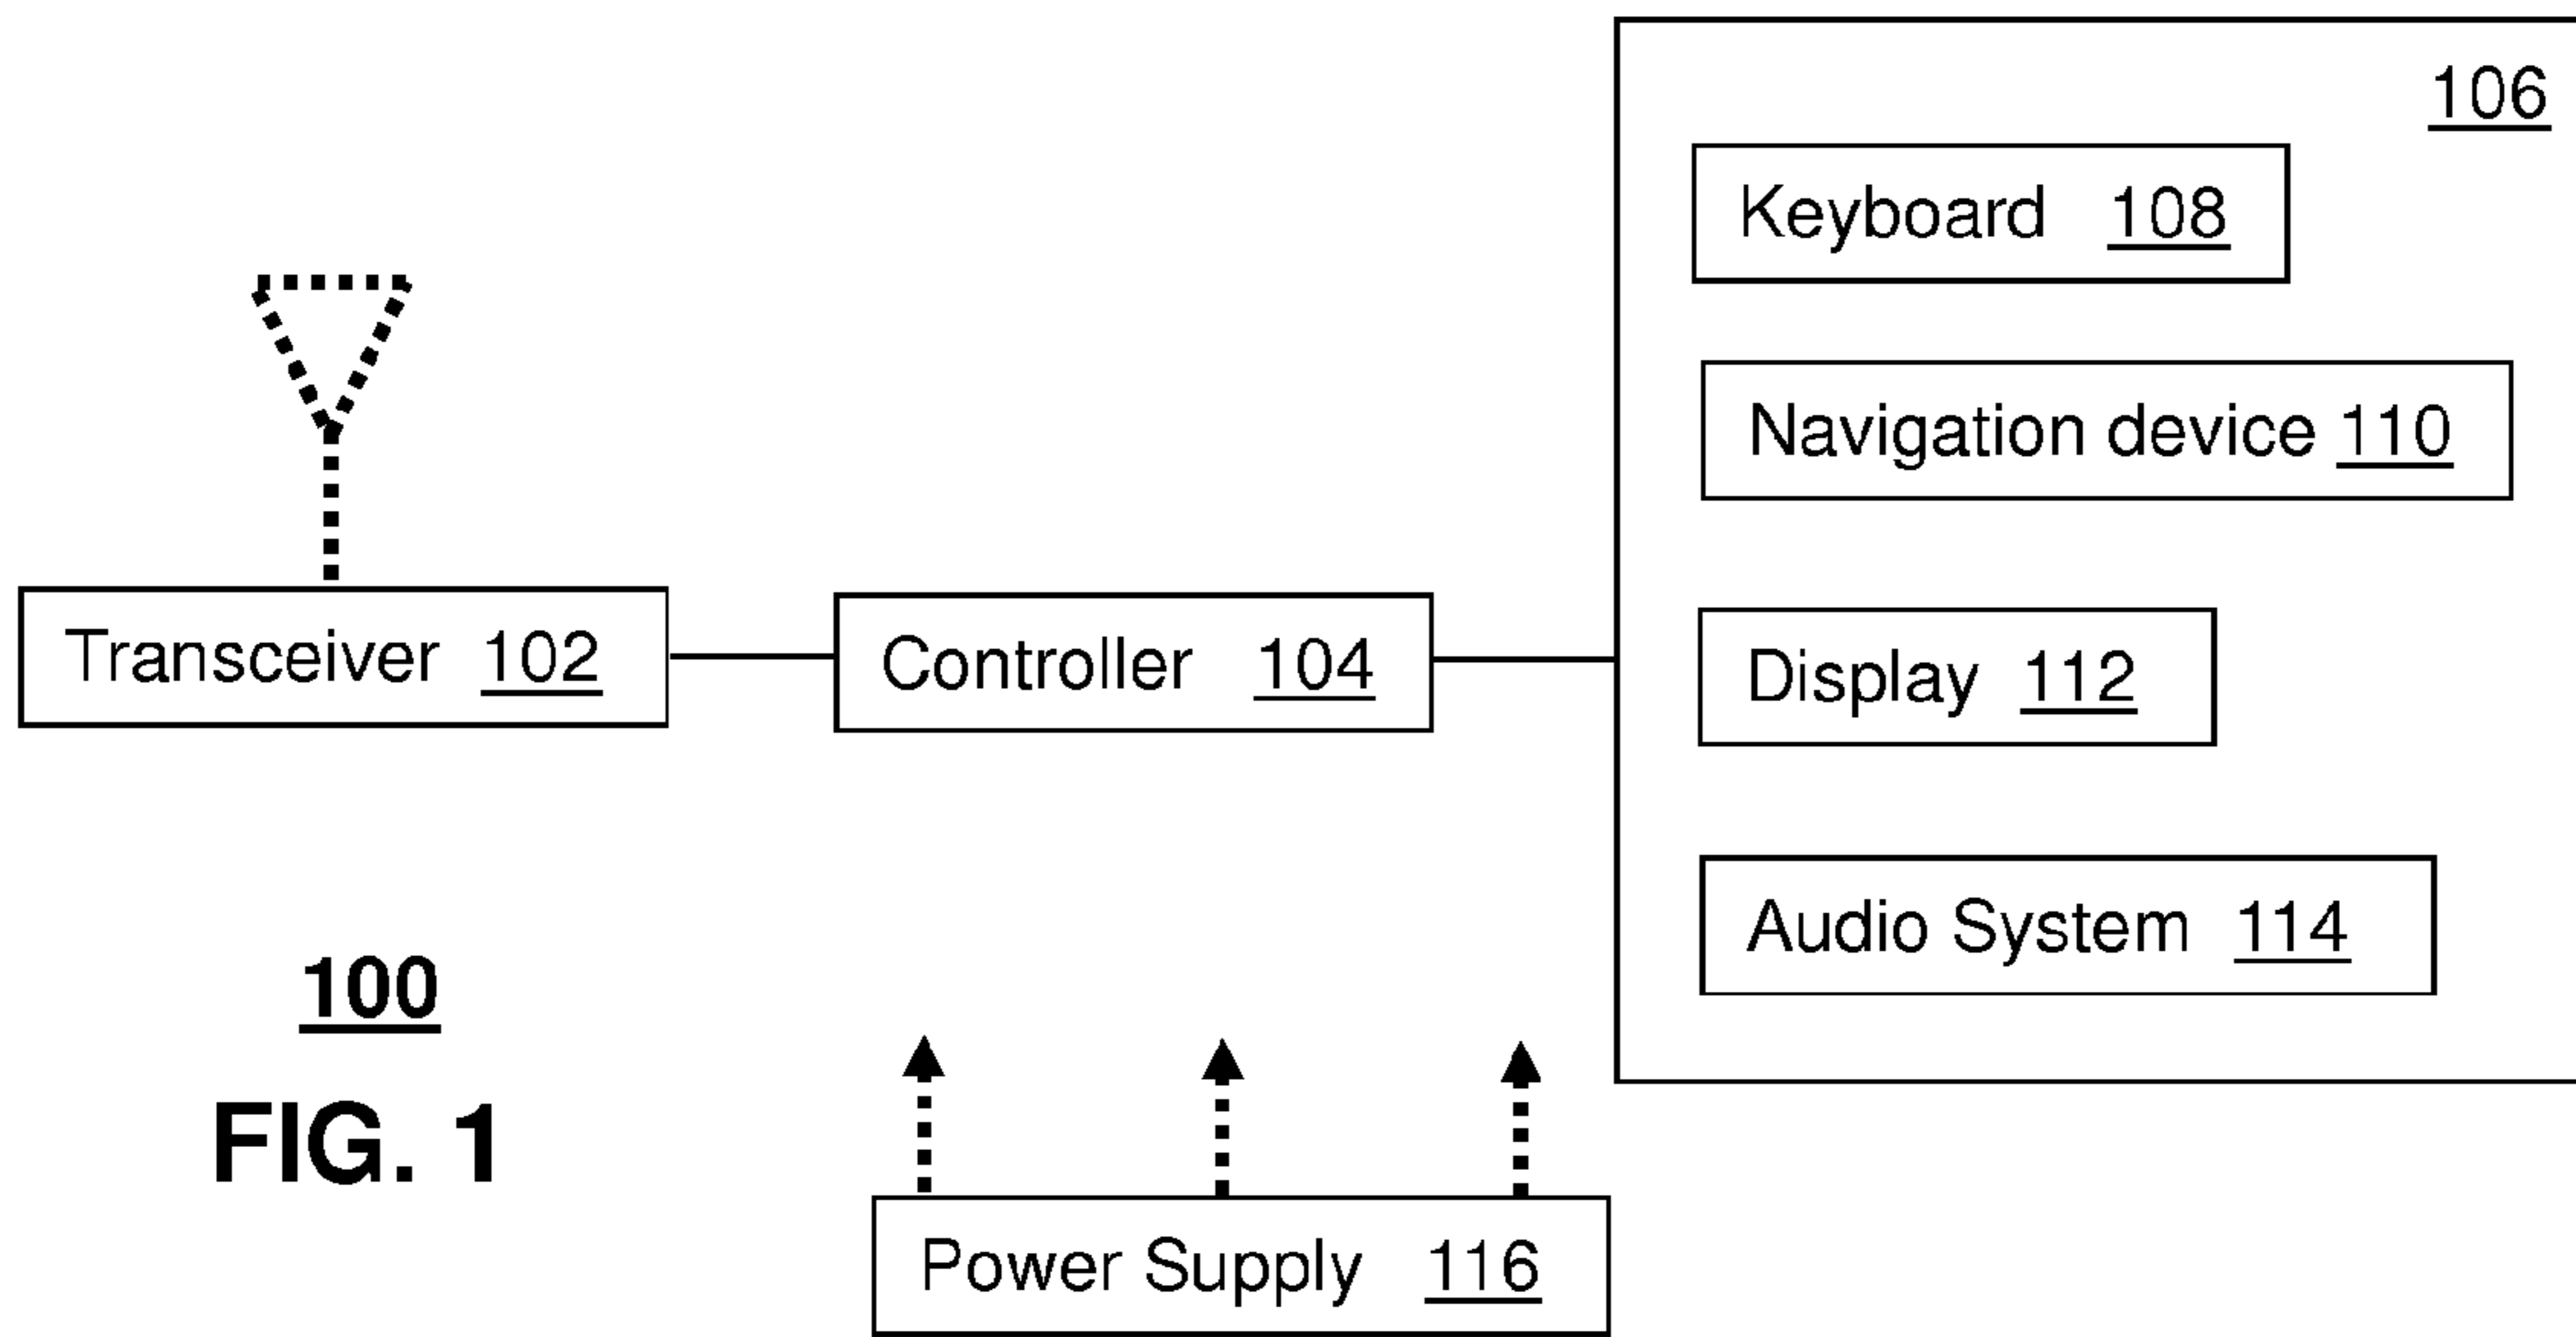 106
Keyboard 108
Navigation device 110
Transceiver 102
Controller 104
Display 112
Audio System 114
100
FIG. 1
Power Supply 116